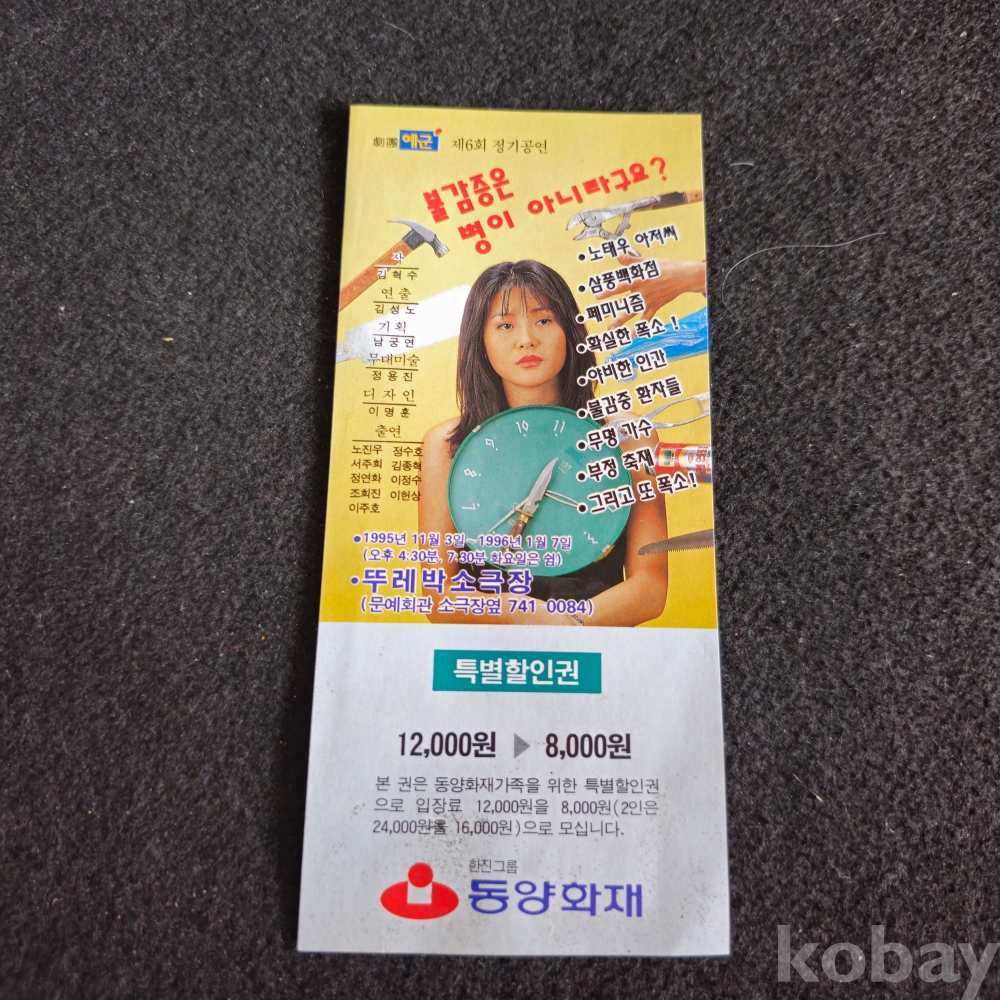 劇團 예군 제6회 정기공연
불감증은
병이 아니라구요?
작
김혁수
연출
김성노
기획
남궁연
무대미술
정용진
디자인
이명훈
출연
노진우 정수호
서주희 김종혁
정연화 이정수
조희진 이헌상
이주호
•노태우 아저씨
•삼풍백화점
•페미니즘
•확실한 폭소!
•야비한 인간
•불감증 환자들
•무명 가수
•부정 축재
•그리고 또 폭소!
11
10
9
8
7
•1995년 11월 3일~1996년 1월 7일
(오후 4:30분, 7:30분 화요일은 쉼)
•뚜레박소극장
(문예회관 소극장옆 741 0084)
특별할인권
12,000원 ▶ 8,000원
본 권은 동양화재가족을 위한 특별할인권
으로 입장료 12,000원을 8,000원(2인은
24,000원을 16,000원)으로 모십니다.
한진그룹
동양화재
kobay